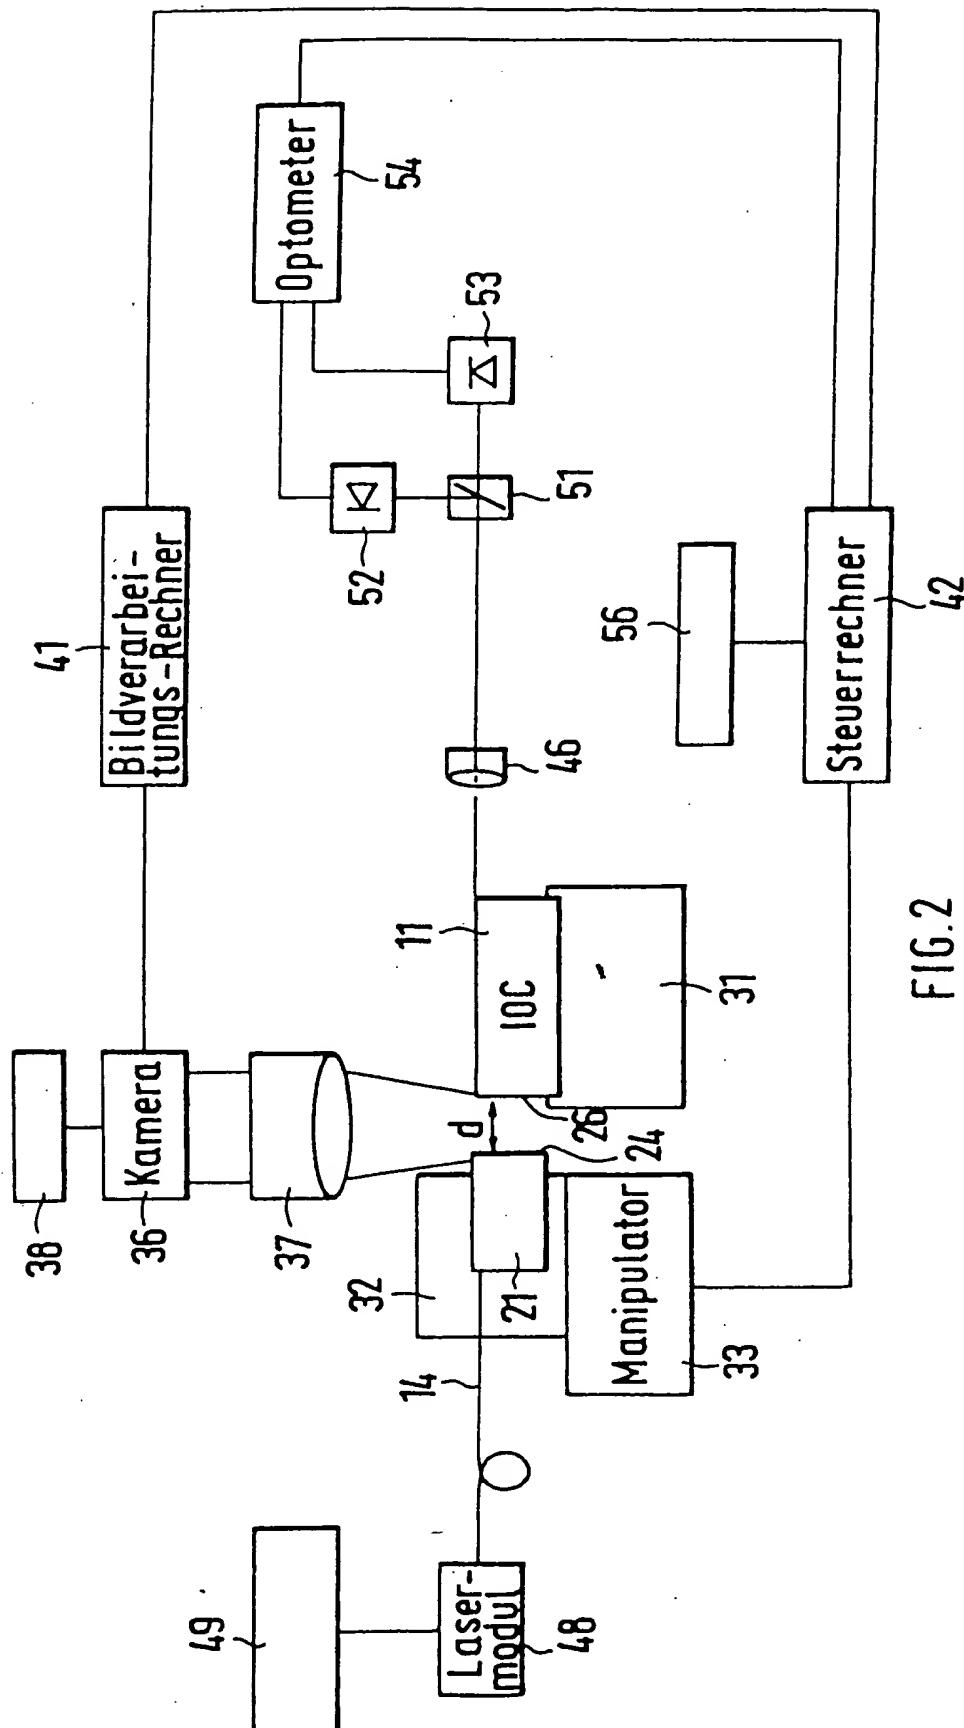 38
41
36
Kamera
Bildverarbei-
tungs-Rechner
49
37
Optometer
32
52
54
14
11
Laser-
modul
d
53
21
IOC
48
26
46
51
Manipulator
24
56
33
31
Steuerrechner
42
FIG.2